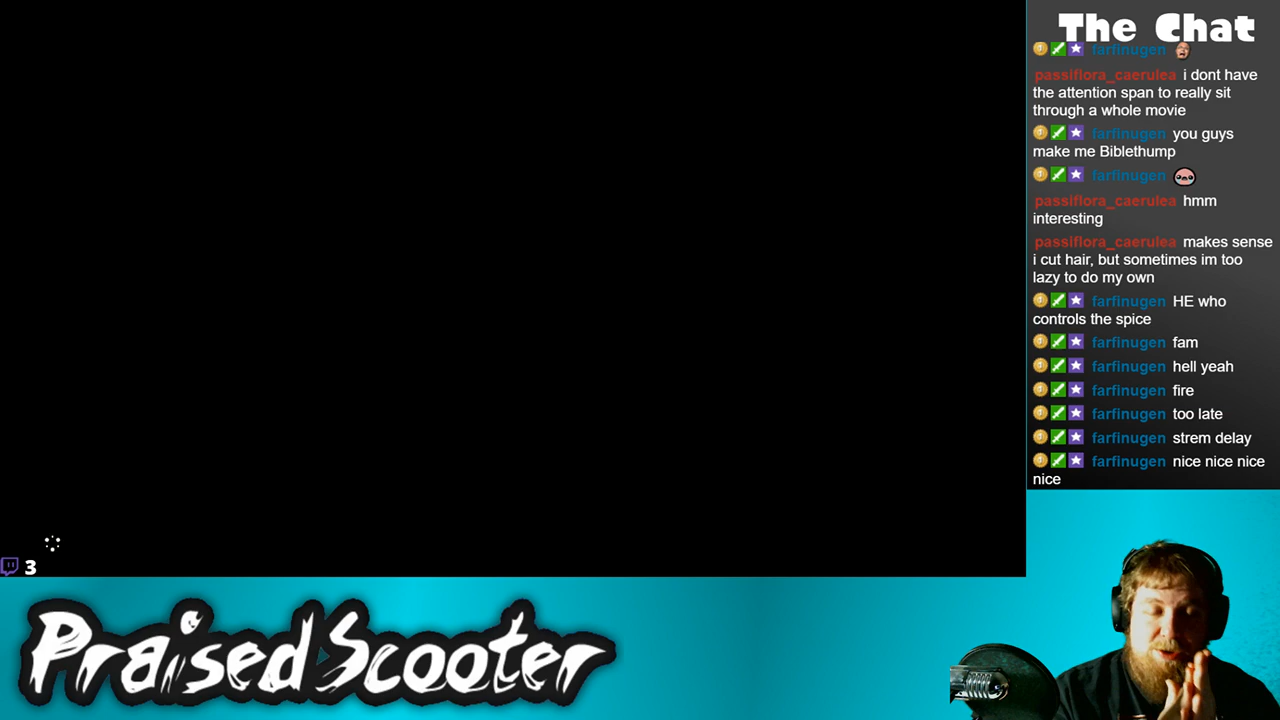 The Chat
farfinugen
passiflora_caerulea i dont have
the attention span to really sit
through a whole movie
farfinugen you guys
make me Biblethump
farfinugen
passiflora_caerulea hmm
interesting
passiflora_caerulea makes sense
i cut hair, but sometimes im too
lazy to do my own
farfinugen HE who
controls the spice
farfinugen fam
farfinugen hell yeah
farfinugen fire
farfinugen too late
farfinugen strem delay
farfinugen nice nice nice
nice
3
PraisedScooter